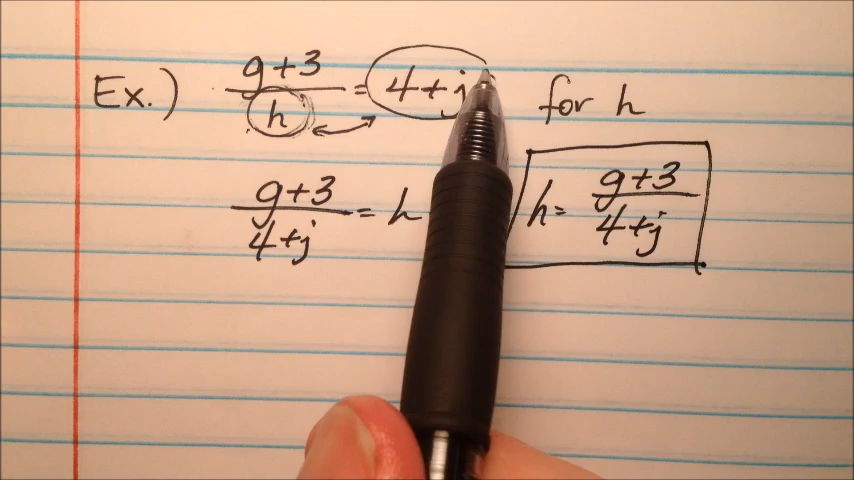 Ex.) g+3/h = 4+j for h
g+3/4+j = h h = g+3/4+j